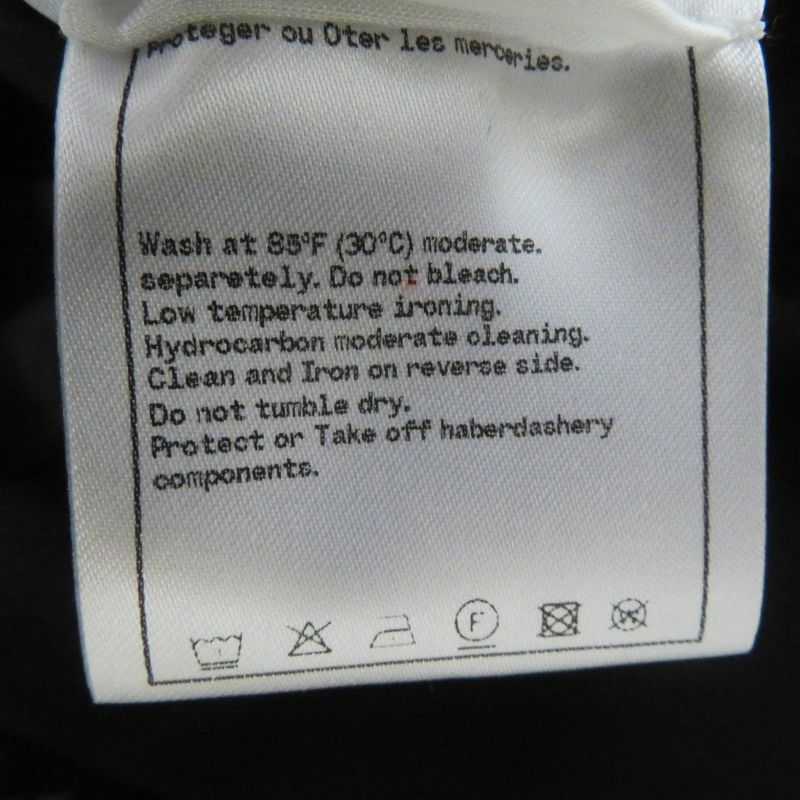 Proteger ou Oter les merceries.
Wash at 85°F (30°C) moderate.
separetely. Do not bleach.
Low temperature ironing.
Hydrocarbon moderate cleaning.
Clean and Iron on reverse side.
Do not tumble dry.
Protect or Take off haberdashery
components.
F W